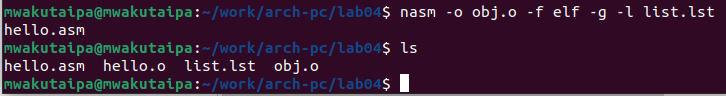 mwakutaipa@mwakutaipa:~/work/arch-pc/lab04$ nasm -o obj.o -f elf -g -l list.lst
hello.asm
mwakutaipa@mwakutaipa:~/work/arch-pc/lab04$ ls
hello.asm  hello.o  list.lst  obj.o
mwakutaipa@mwakutaipa:~/work/arch-pc/lab04$